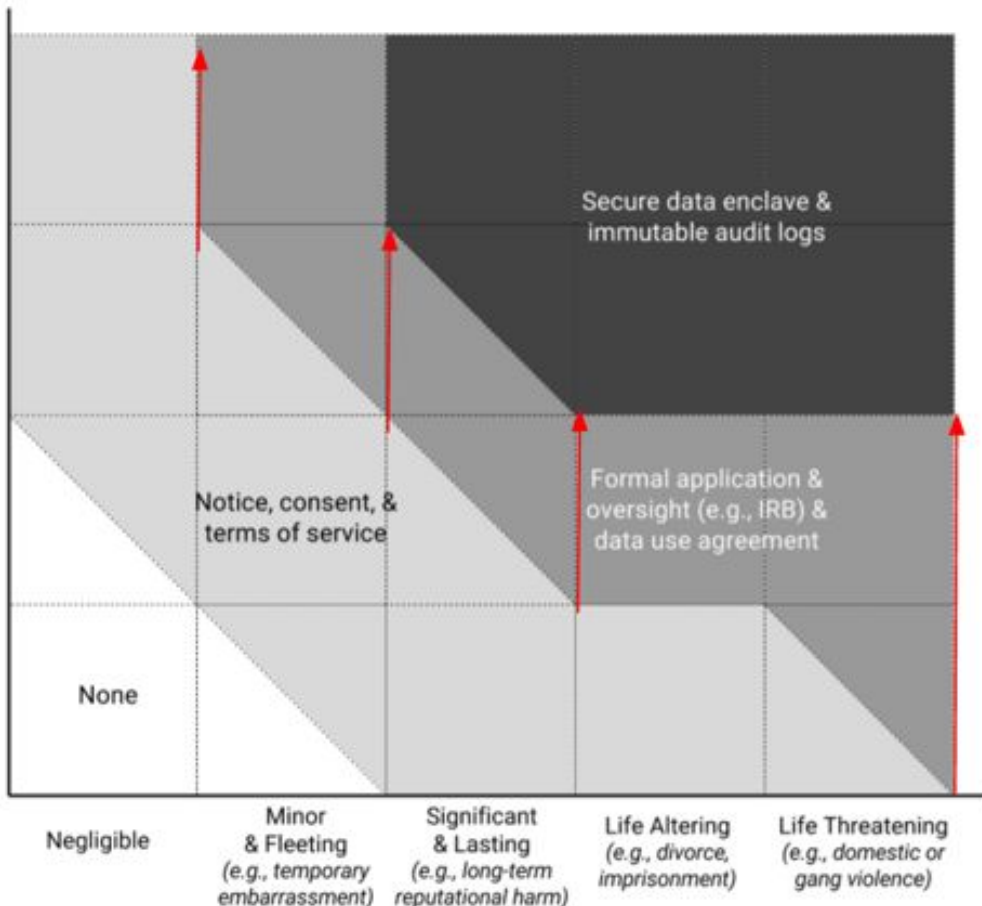 Secure data enclave &
immutable audit logs
Formal application &
oversight (e.g., IRB) &
data use agreement
Notice, consent, &
terms of service
None
Negligible
Minor
& Fleeting
(e.g., temporary
embarrassment)
Significant
& Lasting
(e.g., long-term
reputational harm)
Life Altering
(e.g., divorce,
imprisonment)
Life Threatening
(e.g., domestic or
gang violence)